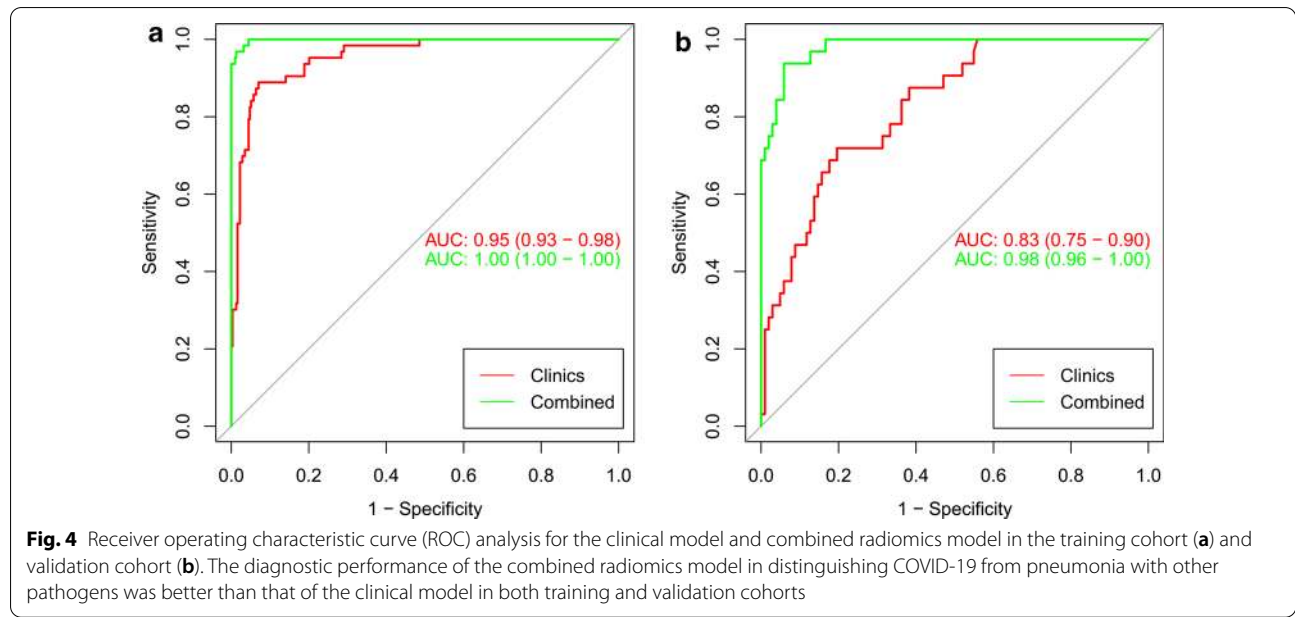 a
1.0
0.8
0.6
0.4
0.2
0.0
Sensitivity
AUC: 0.95 (0.93 − 0.98)
AUC: 1.00 (1.00 − 1.00)
Clinics
Combined
0.0 0.2 0.4 0.6 0.8 1.0
1 − Specificity
b
1.0
0.8
0.6
0.4
0.2
0.0
Sensitivity
AUC: 0.83 (0.75 − 0.90)
AUC: 0.98 (0.96 − 1.00)
Clinics
Combined
0.0 0.2 0.4 0.6 0.8 1.0
1 − Specificity
Fig. 4 Receiver operating characteristic curve (ROC) analysis for the clinical model and combined radiomics model in the training cohort (a) and
validation cohort (b). The diagnostic performance of the combined radiomics model in distinguishing COVID-19 from pneumonia with other
pathogens was better than that of the clinical model in both training and validation cohorts